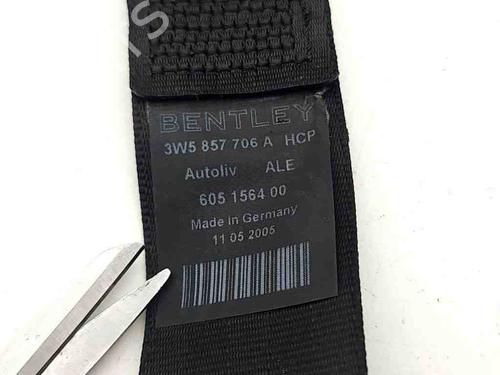 BENTLEY
3W5 857 706 A HCP
Autoliv ALE
605 1564 00
Made in Germany
11 05 2005